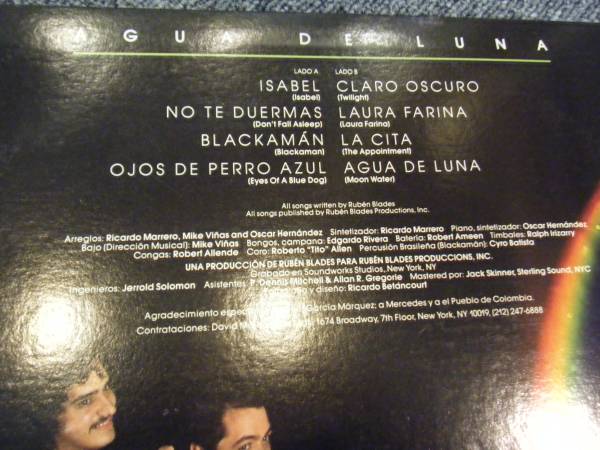 AGUA DE LUNA
LADO A LADO B
ISABEL CLARO OSCURO
(Isabel) (Twilight)
NO TE DUERMAS LAURA FARINA
(Don't Fall Asleep) (Laura Farina)
BLACKAMÁN LA CITA
(Blackaman) (The Appointment)
OJOS DE PERRO AZUL AGUA DE LUNA
(Eyes Of A Blue Dog) (Moon Water)
All songs written by Rubén Blades
All songs published by Rubén Blades Productions, Inc.
Arreglos: Ricardo Marrero, Mike Viñas and Oscar Hernández Sintetizador: Ricardo Marrero Piano, sintetizador: Oscar Hernández
Bajo (Dirección Musical): Mike Viñas Bongos, campana: Edgardo Rivera Batería: Robert Ameen Timbales: Ralph Irizarry
Congas: Robert Allende Coro: Roberto "Tito" Allen Percusión Brasileña (Blackamán): Cyro Batista
UNA PRODUCCIÓN DE RUBÉN BLADES PARA RUBÉN BLADES PRODUCCIONS, INC.
Grabado en Soundworks Studios, New York, NY
Ingenieros: Jerrold Solomon Asistentes: P. Dennis Mitchell & Allan R. Gregorie Mastered por: Jack Skinner, Sterling Sound, NYC
y diseño: Ricardo Betáncourt
Agradecimiento García Márquez; a Mercedes y a el Pueblo de Colombia.
Contrataciones: David 1674 Broadway, 7th Floor, New York, NY 10019, (212) 247-6888